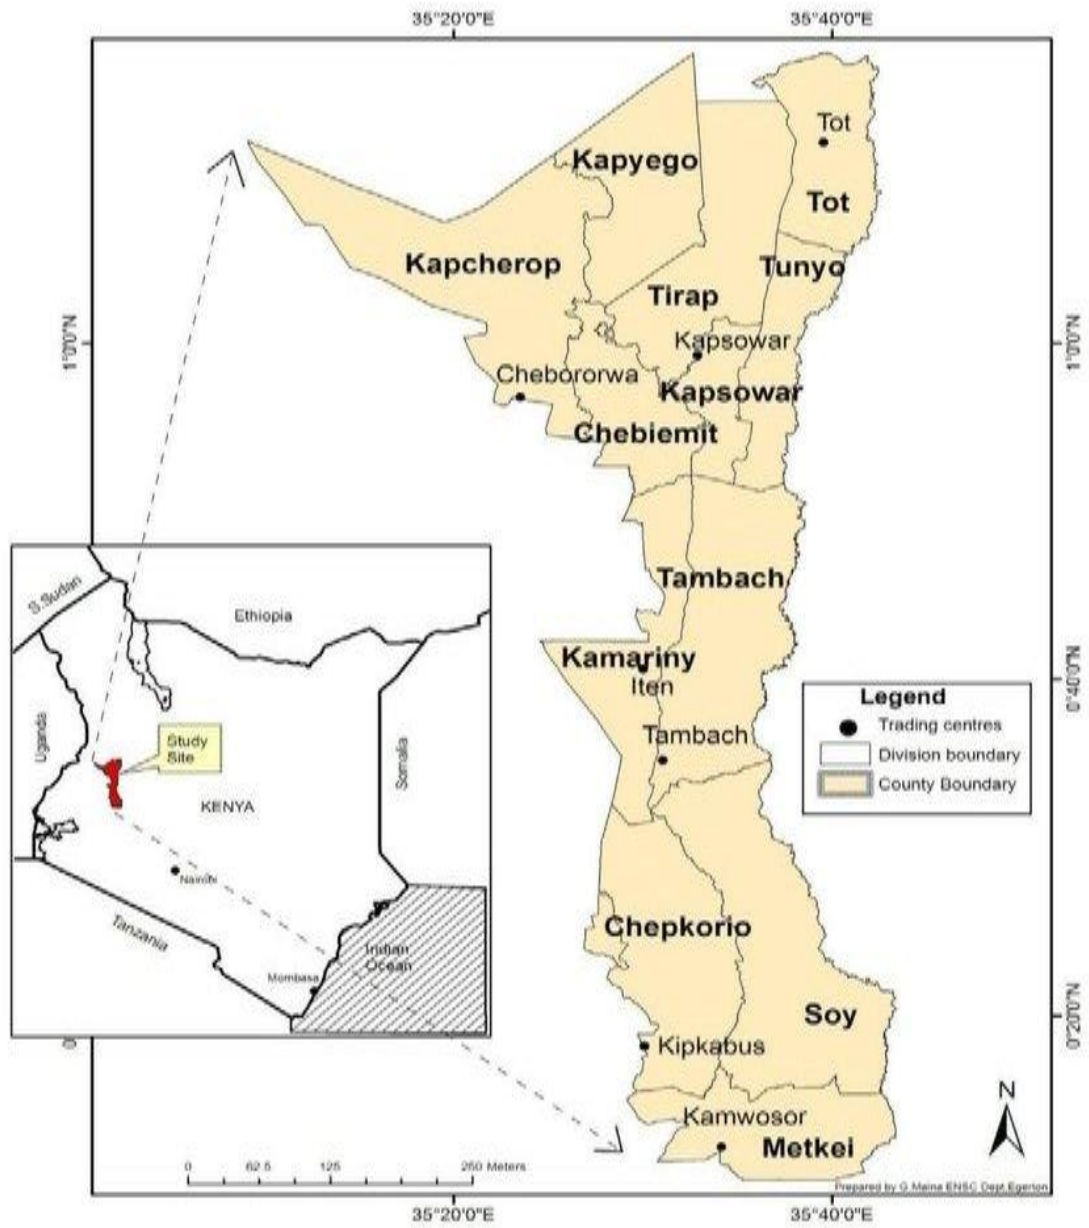 35°20'0"E
35°40'0"E
Tot
Kapyego
Tot
Kapcherop
Tunyo
Tirap
1°0'0"N
1°0'0"N
Kapsowar
Chebororwa
Kapsowar
Chebiemit
Tambach
S.Sudan
Ethiopia
Kamariny
Iten
0°40'0"N
Legend
Trading centres
Division boundary
County Boundary
Tambach
Uganda
Study
Site
Somalia
KENYA
Nairobi
Chepkorio
Tanzania
Indian
Ocean
Mombasa
Soy
0°20'0"N
Kipkabus
N
Kamwosor
Metkei
0 62.5 125 250 Meters
Prepared by G.Maina ENSC Dept.Egerton
35°20'0"E
35°40'0"E